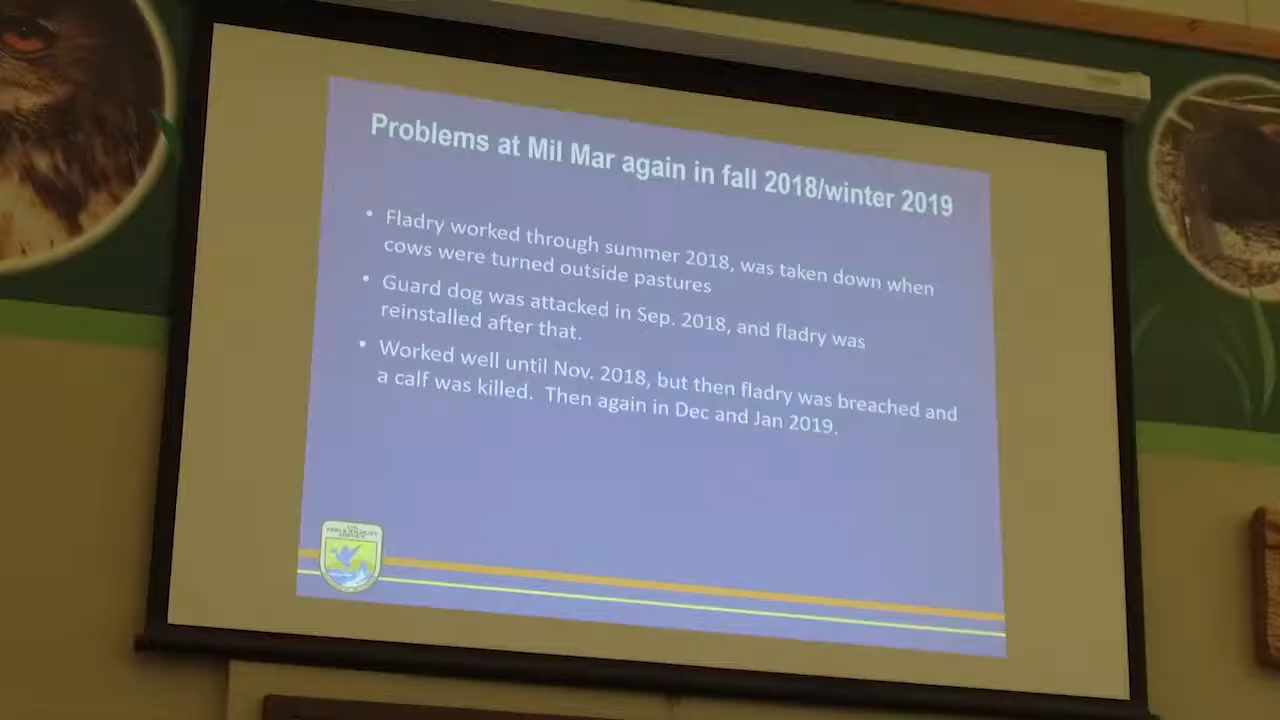 Problems at Mil Mar again in fall 2018/winter 2019
• Fladry worked through summer 2018, was taken down when
cows were turned outside pastures
• Guard dog was attacked in Sep. 2018, and fladry was
reinstalled after that.
• Worked well until Nov. 2018, but then fladry was breached and
a calf was killed. Then again in Dec and Jan 2019.